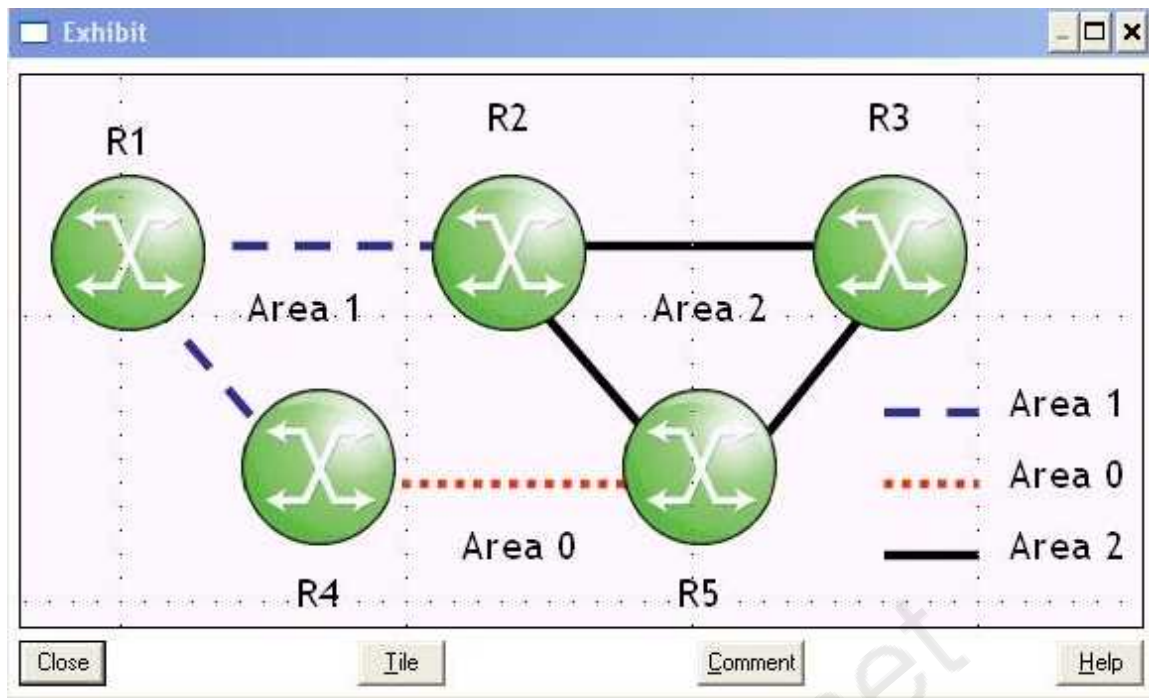 Exhibit
R1
R2
R3
Area 1
Area 2
Area 1
Area 0
Area 0
Area 2
R4
R5
Close
Tile
Comment
Help